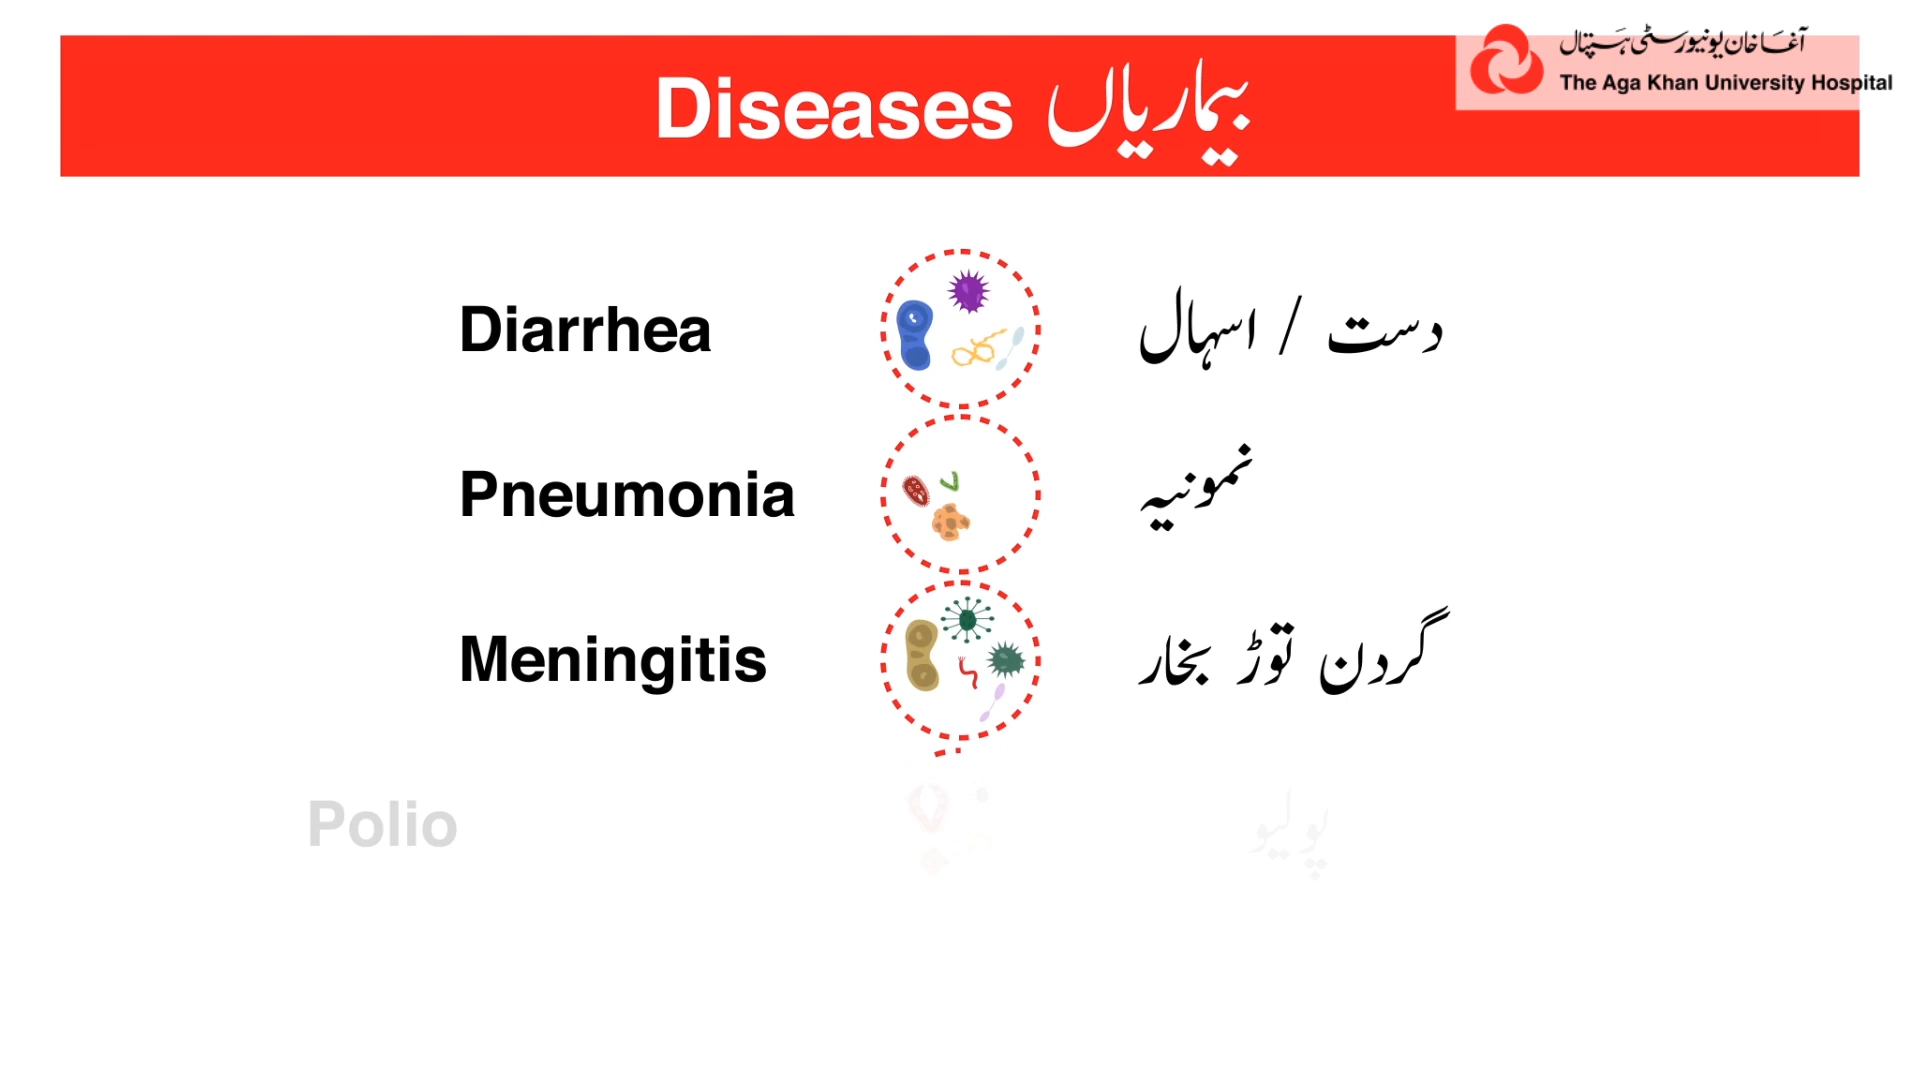 آغا خان یونیورسٹی ہسپتال
The Aga Khan University Hospital
Diseases بیماریاں
Diarrhea دست / اسہال
Pneumonia نمونیہ
Meningitis گردن توڑ بخار
Polio پولیو